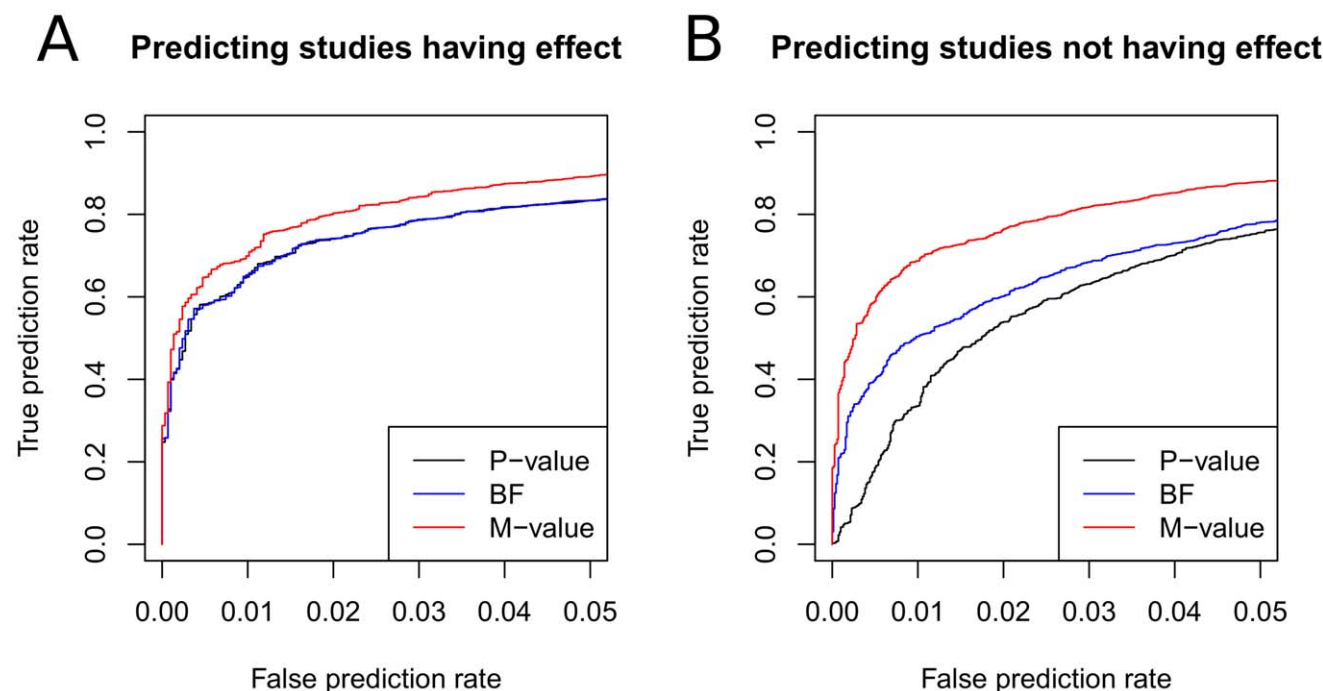 A Predicting studies having effect
True prediction rate
0.0 0.2 0.4 0.6 0.8 1.0
P−value
BF
M−value
0.00 0.01 0.02 0.03 0.04 0.05
False prediction rate
B Predicting studies not having effect
True prediction rate
0.0 0.2 0.4 0.6 0.8 1.0
P−value
BF
M−value
0.00 0.01 0.02 0.03 0.04 0.05
False prediction rate